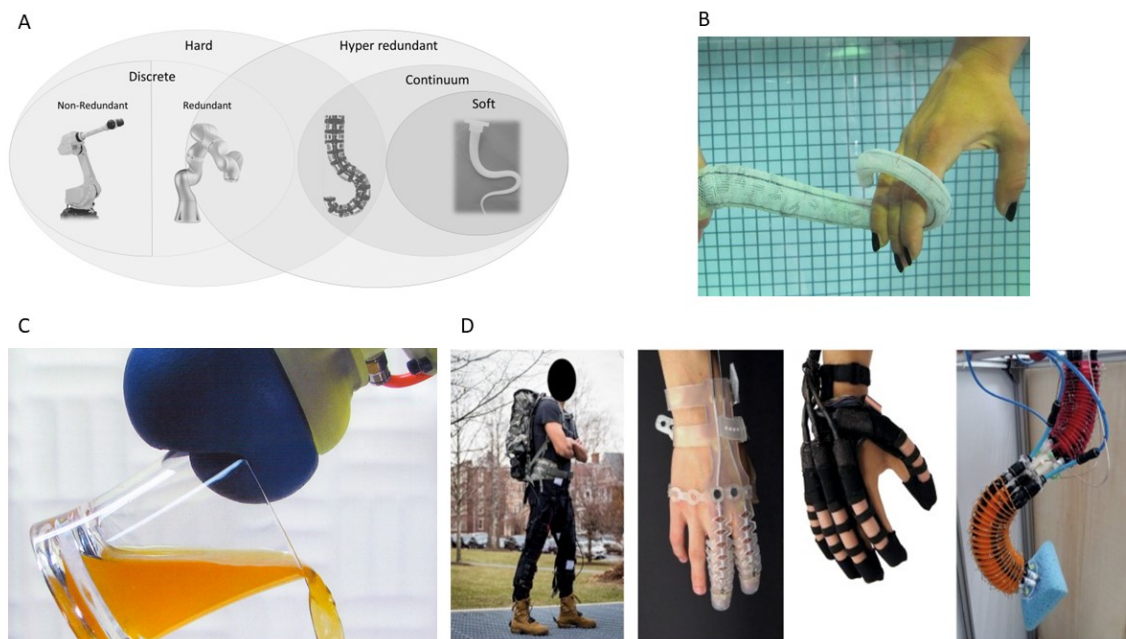 A
B
Hard
Hyper redundant
Discrete
Continuum
Non-Redundant
Redundant
Soft
C
D